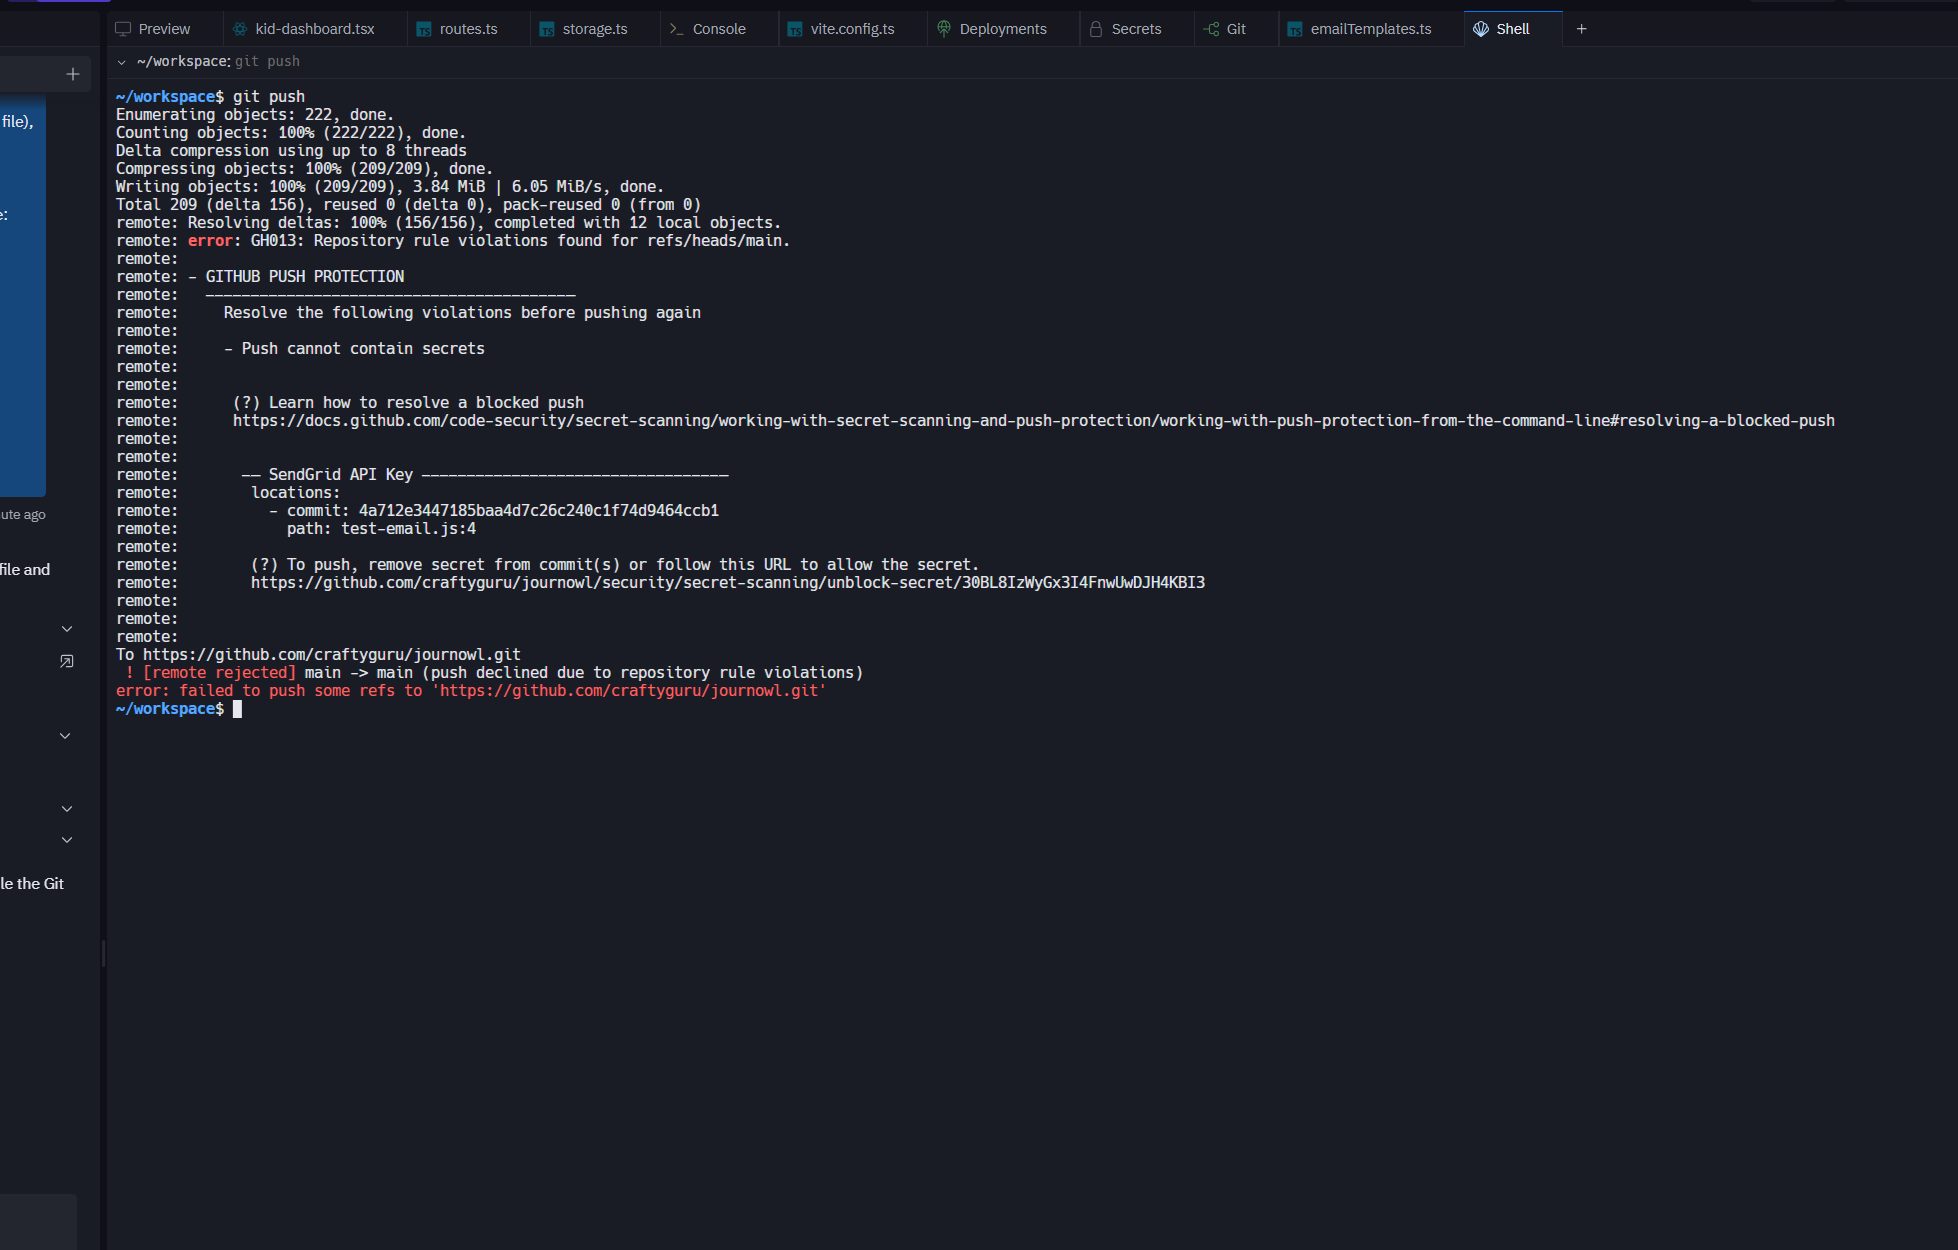 Preview
kid-dashboard.tsx
routes.ts
storage.ts
Console
vite.config.ts
Deployments
Secrets
Git
emailTemplates.ts
Shell
~/workspace: git push
file),
e:
ute ago
file and
le the Git
~/workspace$ git push
Enumerating objects: 222, done.
Counting objects: 100% (222/222), done.
Delta compression using up to 8 threads
Compressing objects: 100% (209/209), done.
Writing objects: 100% (209/209), 3.84 MiB | 6.05 MiB/s, done.
Total 209 (delta 156), reused 0 (delta 0), pack-reused 0 (from 0)
remote: Resolving deltas: 100% (156/156), completed with 12 local objects.
remote: error: GH013: Repository rule violations found for refs/heads/main.
remote:
remote: - GITHUB PUSH PROTECTION
remote:   —————————————————————————————————————————
remote:     Resolve the following violations before pushing again
remote:
remote:     - Push cannot contain secrets
remote:
remote:
remote:      (?) Learn how to resolve a blocked push
remote:      https://docs.github.com/code-security/secret-scanning/working-with-secret-scanning-and-push-protection/working-with-push-protection-from-the-command-line#resolving-a-blocked-push
remote:
remote:
remote:       —— SendGrid API Key ——————————————————————————————————
remote:        locations:
remote:          - commit: 4a712e3447185baa4d7c26c240c1f74d9464ccb1
remote:            path: test-email.js:4
remote:
remote:        (?) To push, remove secret from commit(s) or follow this URL to allow the secret.
remote:        https://github.com/craftyguru/journowl/security/secret-scanning/unblock-secret/30BL8IzWyGx3I4FnwUwDJH4KBI3
remote:
remote:
remote:
To https://github.com/craftyguru/journowl.git
 ! [remote rejected] main -> main (push declined due to repository rule violations)
error: failed to push some refs to 'https://github.com/craftyguru/journowl.git'
~/workspace$